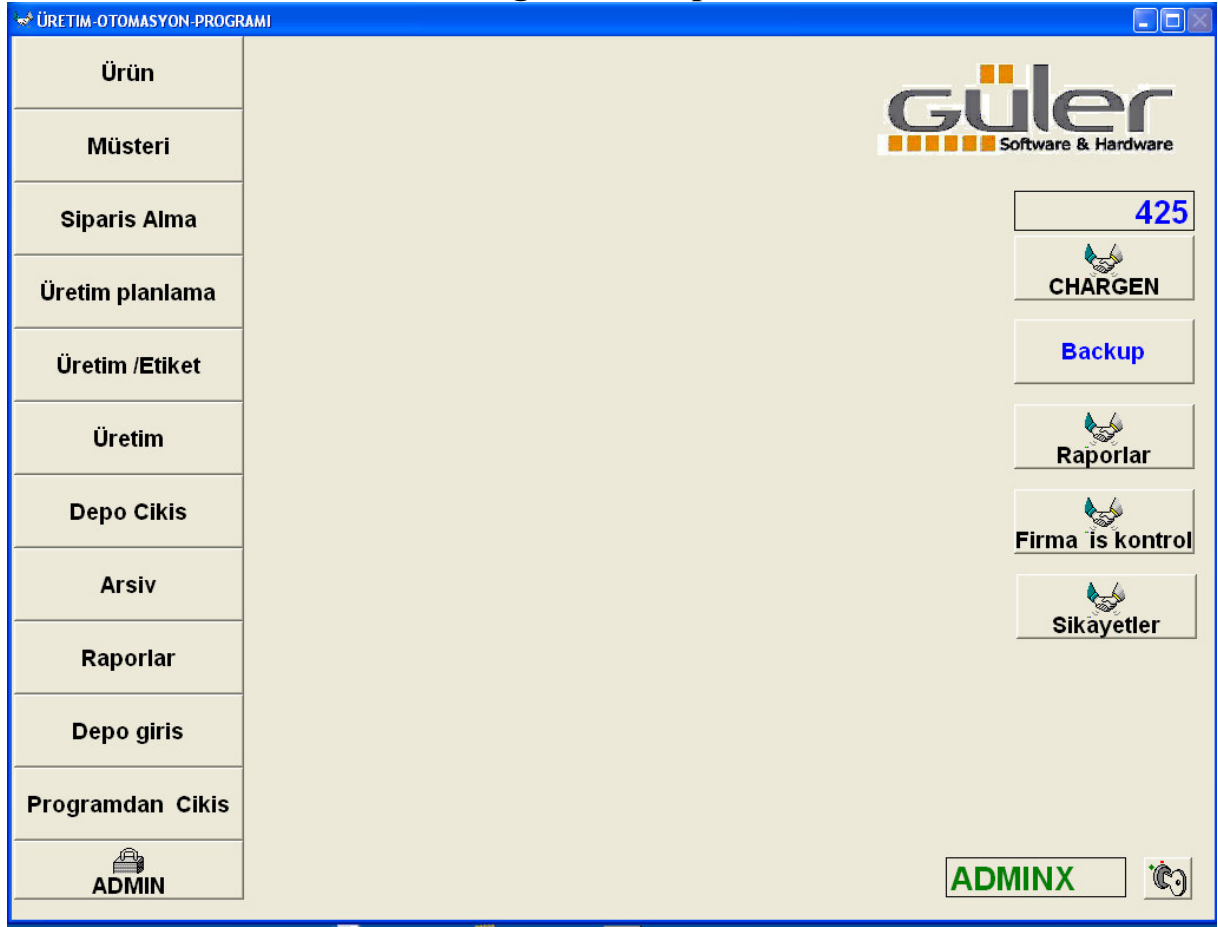 ÜRETIM-OTOMASYON-PROGRAMI
Ürün
Müsteri
Siparis Alma
Üretim planlama
Üretim /Etiket
Üretim
Depo Cikis
Arsiv
Raporlar
Depo giris
Programdan Cikis
ADMIN
Güler
Software & Hardware
425
CHARGEN
Backup
Raporlar
Firma is kontrol
Sikayetler
ADMINX